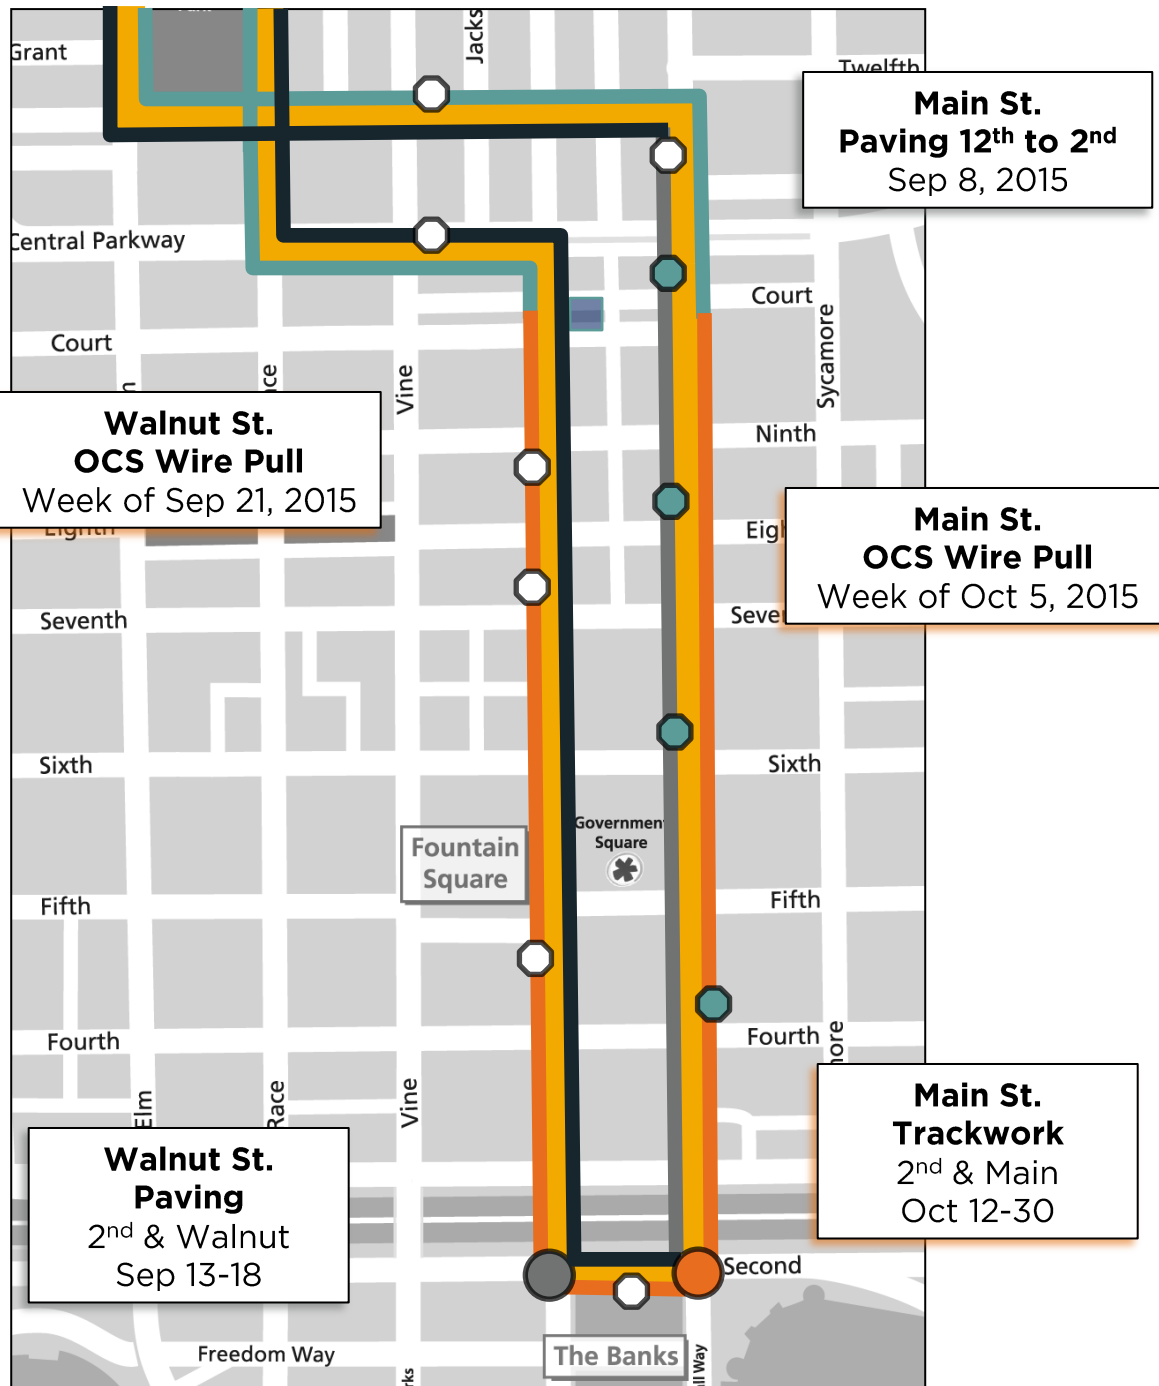 Grant
Jacks
Twelfth
Main St.
Paving 12th to 2nd
Sep 8, 2015
Central Parkway
Court
Sycamore
Court
Vine
Ninth
Walnut St.
OCS Wire Pull
Week of Sep 21, 2015
Eighth
Main St.
OCS Wire Pull
Week of Oct 5, 2015
Seventh
Sixth
Sixth
Government
Square
Fountain
Square
Fifth
Fifth
Fourth
Fourth
Elm
Race
Vine
Main St.
Trackwork
2nd & Main
Oct 12-30
Walnut St.
Paving
2nd & Walnut
Sep 13-18
Second
Freedom Way
The Banks